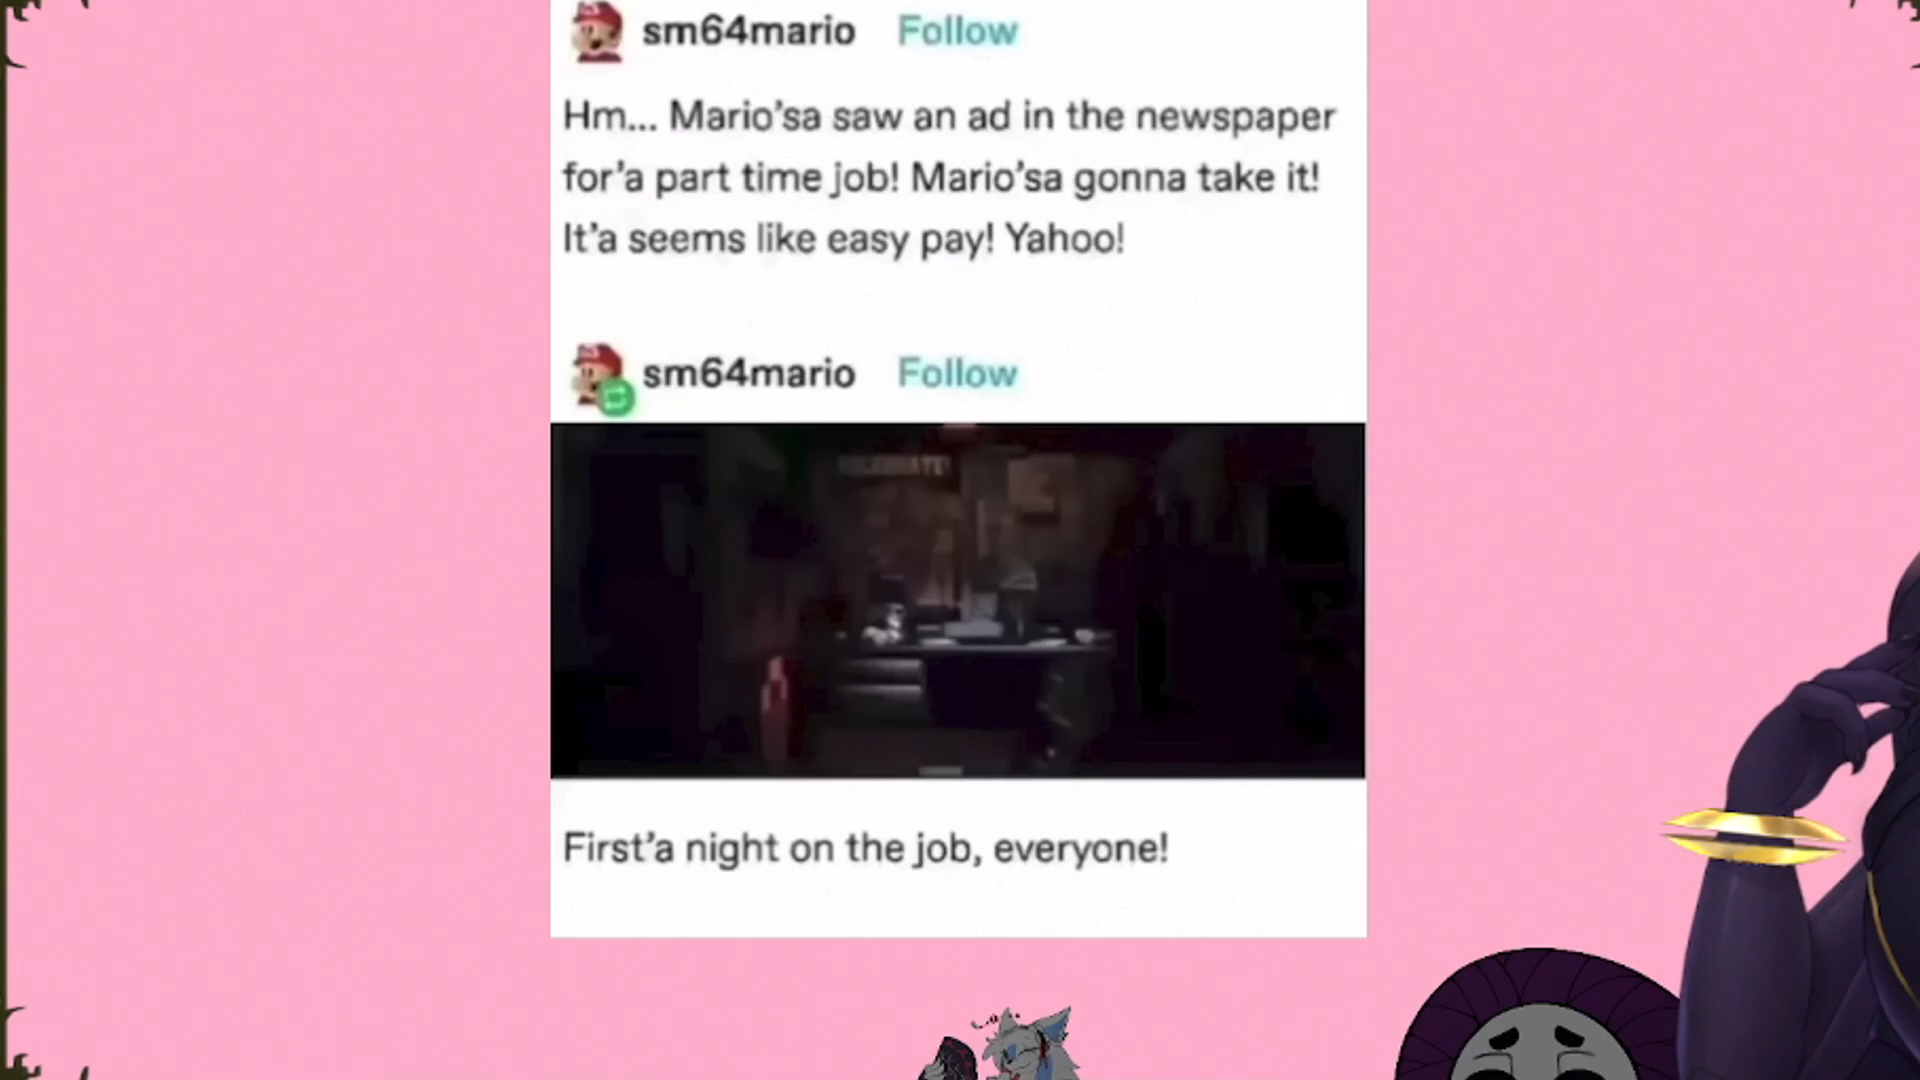 sm64mario Follow
Hm... Mario'sa saw an ad in the newspaper
for'a part time job! Mario'sa gonna take it!
It'a seems like easy pay! Yahoo!
sm64mario Follow
CELEBRATE!
First'a night on the job, everyone!